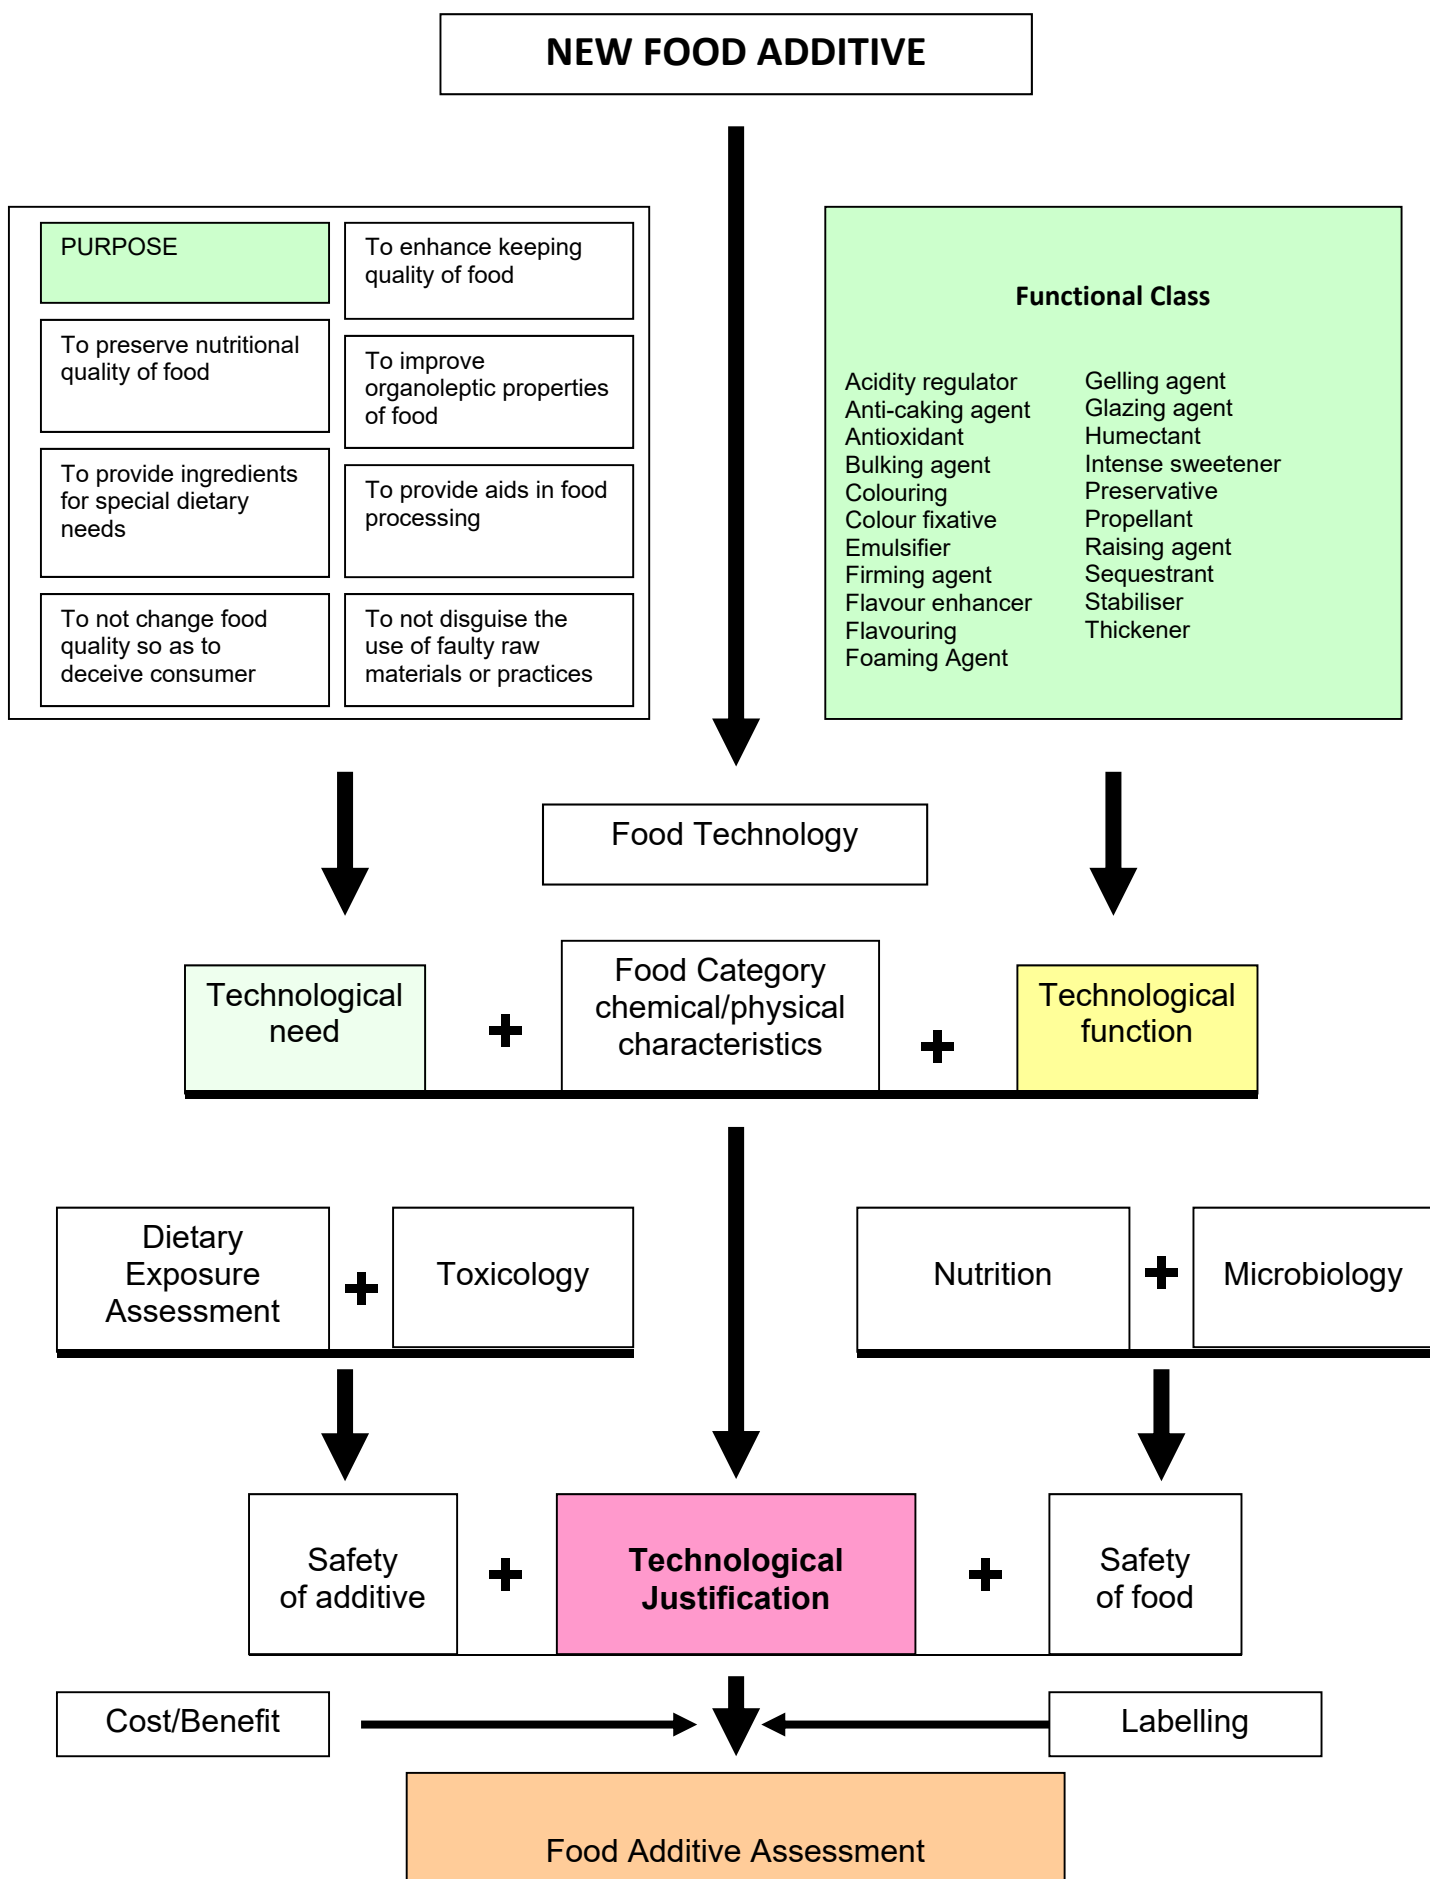 NEW FOOD ADDITIVE
PURPOSE
To preserve nutritional
quality of food
To provide ingredients
for special dietary
needs
To not change food
quality so as to
deceive consumer
To enhance keeping
quality of food
To improve
organoleptic properties
of food
To provide aids in food
processing
To not disguise the
use of faulty raw
materials or practices
Functional Class
Acidity regulator
Anti-caking agent
Antioxidant
Bulking agent
Colouring
Colour fixative
Emulsifier
Firming agent
Flavour enhancer
Flavouring
Foaming Agent
Gelling agent
Glazing agent
Humectant
Intense sweetener
Preservative
Propellant
Raising agent
Sequestrant
Stabiliser
Thickener
Food Technology
Technological
need
+
Food Category
chemical/physical
characteristics
+
Technological
function
Dietary
Exposure
Assessment
+
Toxicology
Nutrition
+
Microbiology
Safety
of additive
+
Technological
Justification
+
Safety
of food
Cost/Benefit
Labelling
Food Additive Assessment